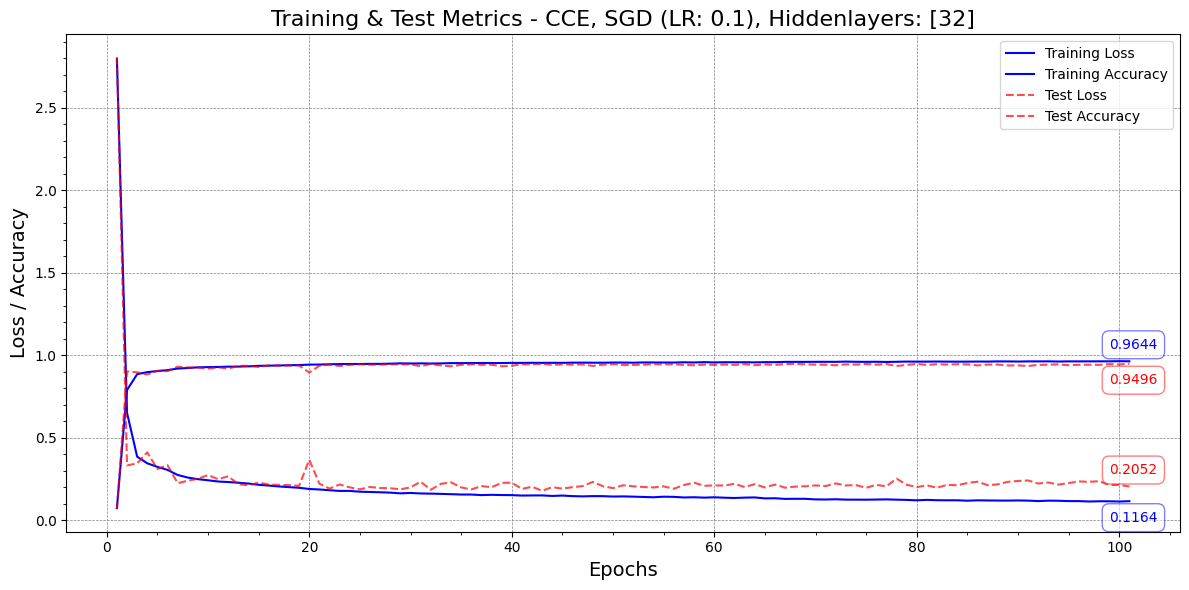 Training & Test Metrics - CCE, SGD (LR: 0.1), Hiddenlayers: [32]
Training Loss
Training Accuracy
Test Loss
Test Accuracy
Loss / Accuracy
2.5
2.0
1.5
1.0
0.5
0.0
0.9644
0.9496
0.2052
0.1164
0
20
40
60
80
100
Epochs